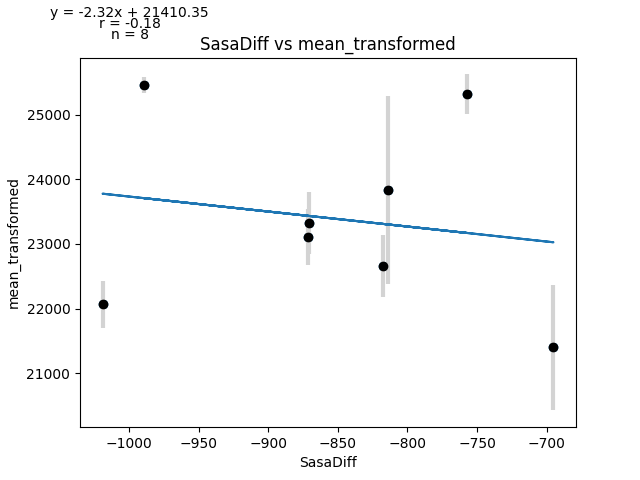 y = -2.32x + 21410.35
r = -0.18
n = 8
SasaDiff vs mean_transformed
25000
24000
23000
22000
21000
mean_transformed
−1000
−950
−900
−850
−800
−750
−700
SasaDiff